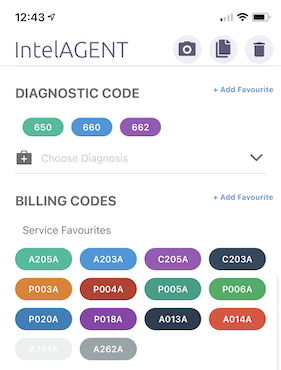 12:43
IntelAGENT
DIAGNOSTIC CODE + Add Favourite
650 660 662
Choose Diagnosis
BILLING CODES + Add Favourite
Service Favourites
A205A A203A C205A C203A
P003A P004A P005A P006A
P020A P018A A013A A014A
A261A A262A